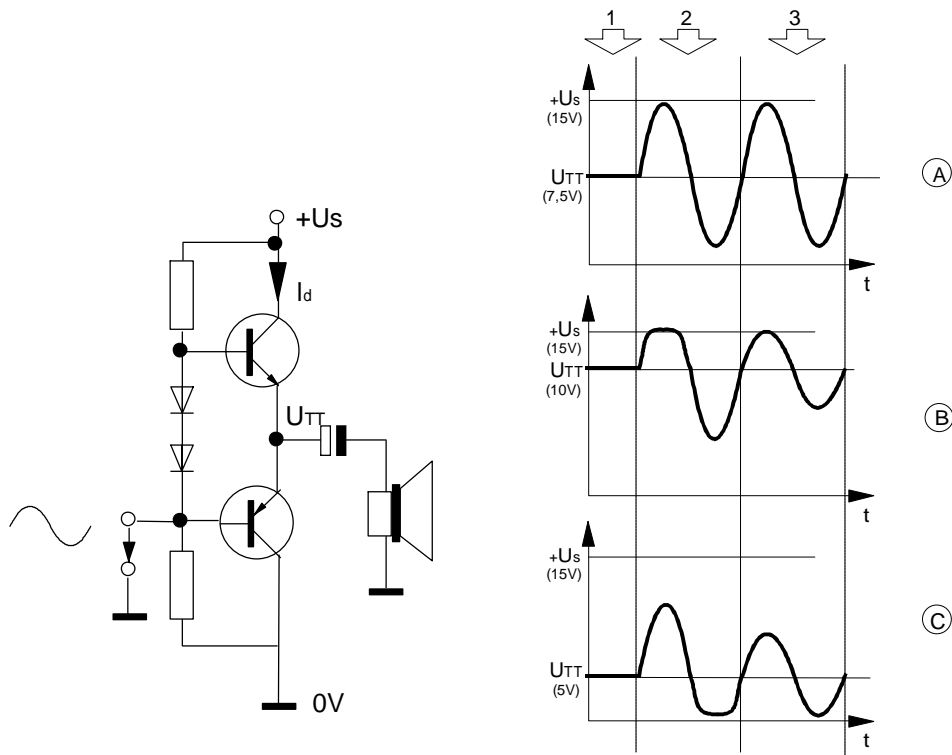 +Us
Id
UTT
0V
1 2 3
+Us
(15V)
UTT
(7,5V)
t
A
+Us
(15V)
UTT
(10V)
t
B
+Us
(15V)
UTT
(5V)
t
C